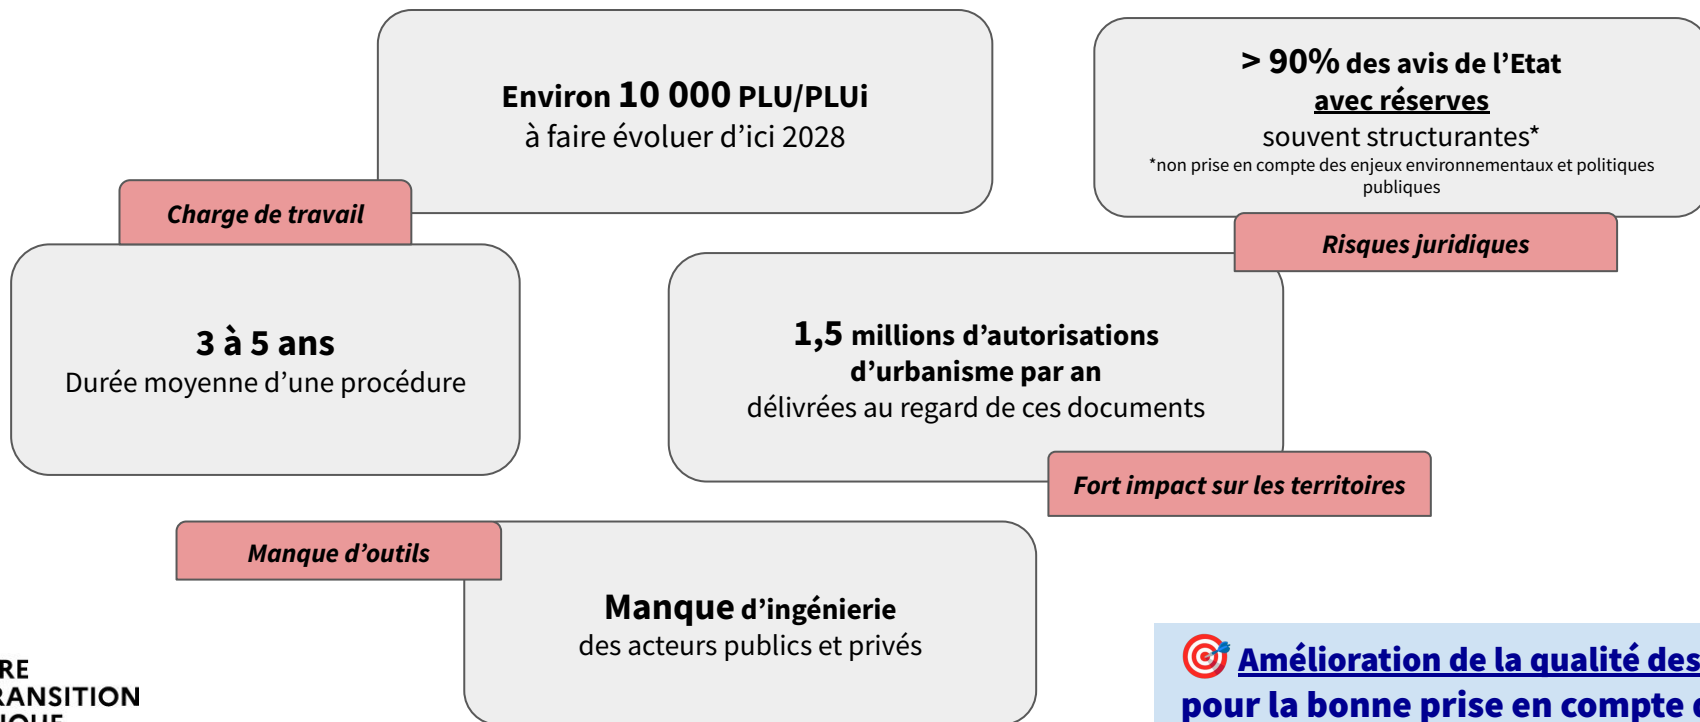 Environ 10 000 PLU/PLUi
à faire évoluer d’ici 2028
> 90% des avis de l’Etat
avec réserves
souvent structurantes*
*non prise en compte des enjeux environnementaux et politiques
publiques
Charge de travail
Risques juridiques
3 à 5 ans
Durée moyenne d’une procédure
1,5 millions d’autorisations
d’urbanisme par an
délivrées au regard de ces documents
Fort impact sur les territoires
Manque d’outils
Manque d’ingénierie
des acteurs publics et privés
Amélioration de la qualité des
pour la bonne prise en compte